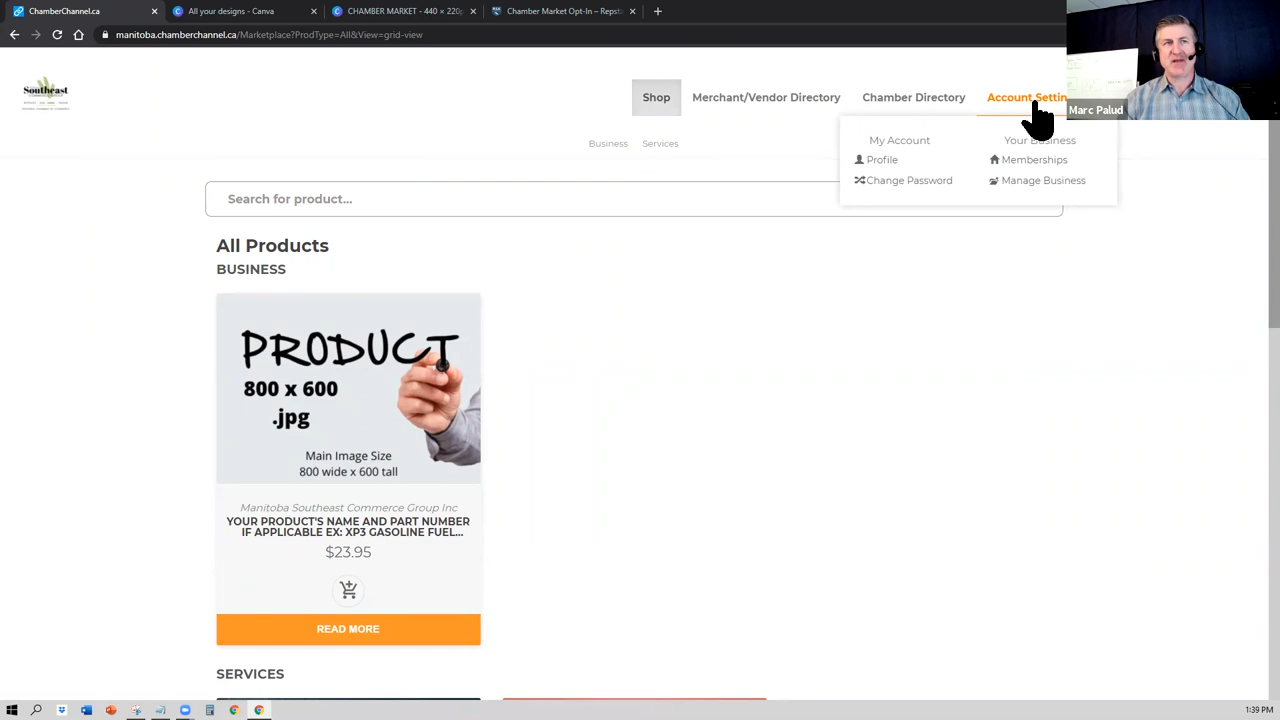 ChamberChannel.ca
All your designs - Canva
CHAMBER MARKET - 440 × 220p
Chamber Market Opt-In – Repst
manitoba.chamberchannel.ca/Marketplace?ProdType=All&View=grid-view
Southeast
Shop
Merchant/Vendor Directory
Chamber Directory
Account Settin
Marc Palud
Business
Services
My Account
Your Business
Profile
Memberships
Change Password
Manage Business
Search for product...
All Products
BUSINESS
PRODUCT
800 x 600
.jpg
Main Image Size
800 wide x 600 tall
Manitoba Southeast Commerce Group Inc
YOUR PRODUCT'S NAME AND PART NUMBER
IF APPLICABLE EX: XP3 GASOLINE FUEL...
$23.95
READ MORE
SERVICES
1:39 PM